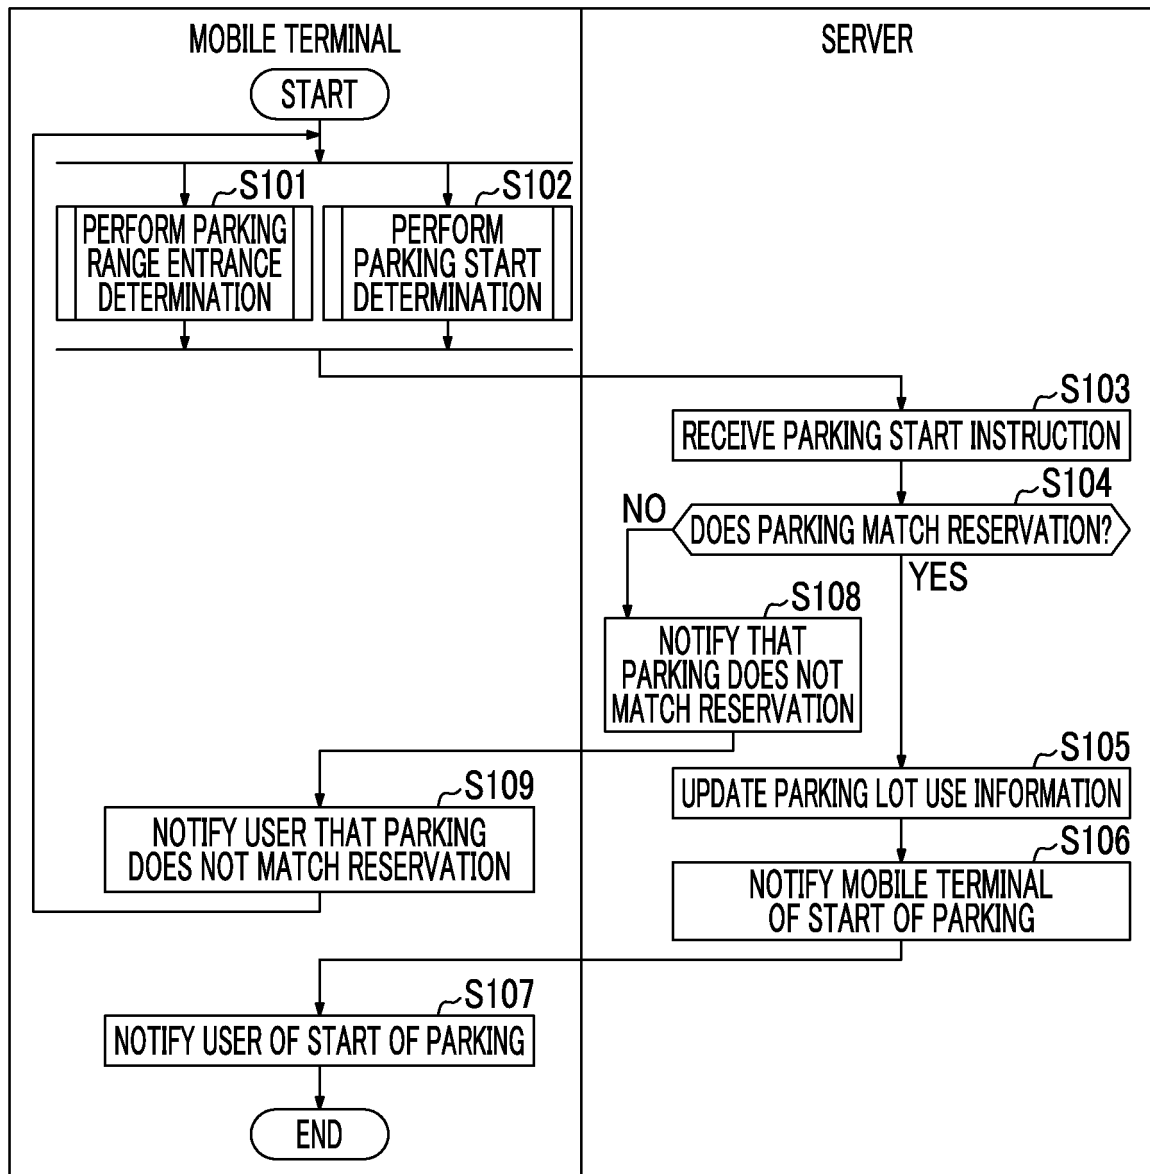 MOBILE TERMINAL
SERVER
START
S101
PERFORM PARKING
RANGE ENTRANCE
DETERMINATION
S102
PERFORM
PARKING START
DETERMINATION
S103
RECEIVE PARKING START INSTRUCTION
S104
DOES PARKING MATCH RESERVATION?
NO
YES
S108
NOTIFY THAT
PARKING DOES NOT
MATCH RESERVATION
S105
UPDATE PARKING LOT USE INFORMATION
S109
NOTIFY USER THAT PARKING
DOES NOT MATCH RESERVATION
S106
NOTIFY MOBILE TERMINAL
OF START OF PARKING
S107
NOTIFY USER OF START OF PARKING
END